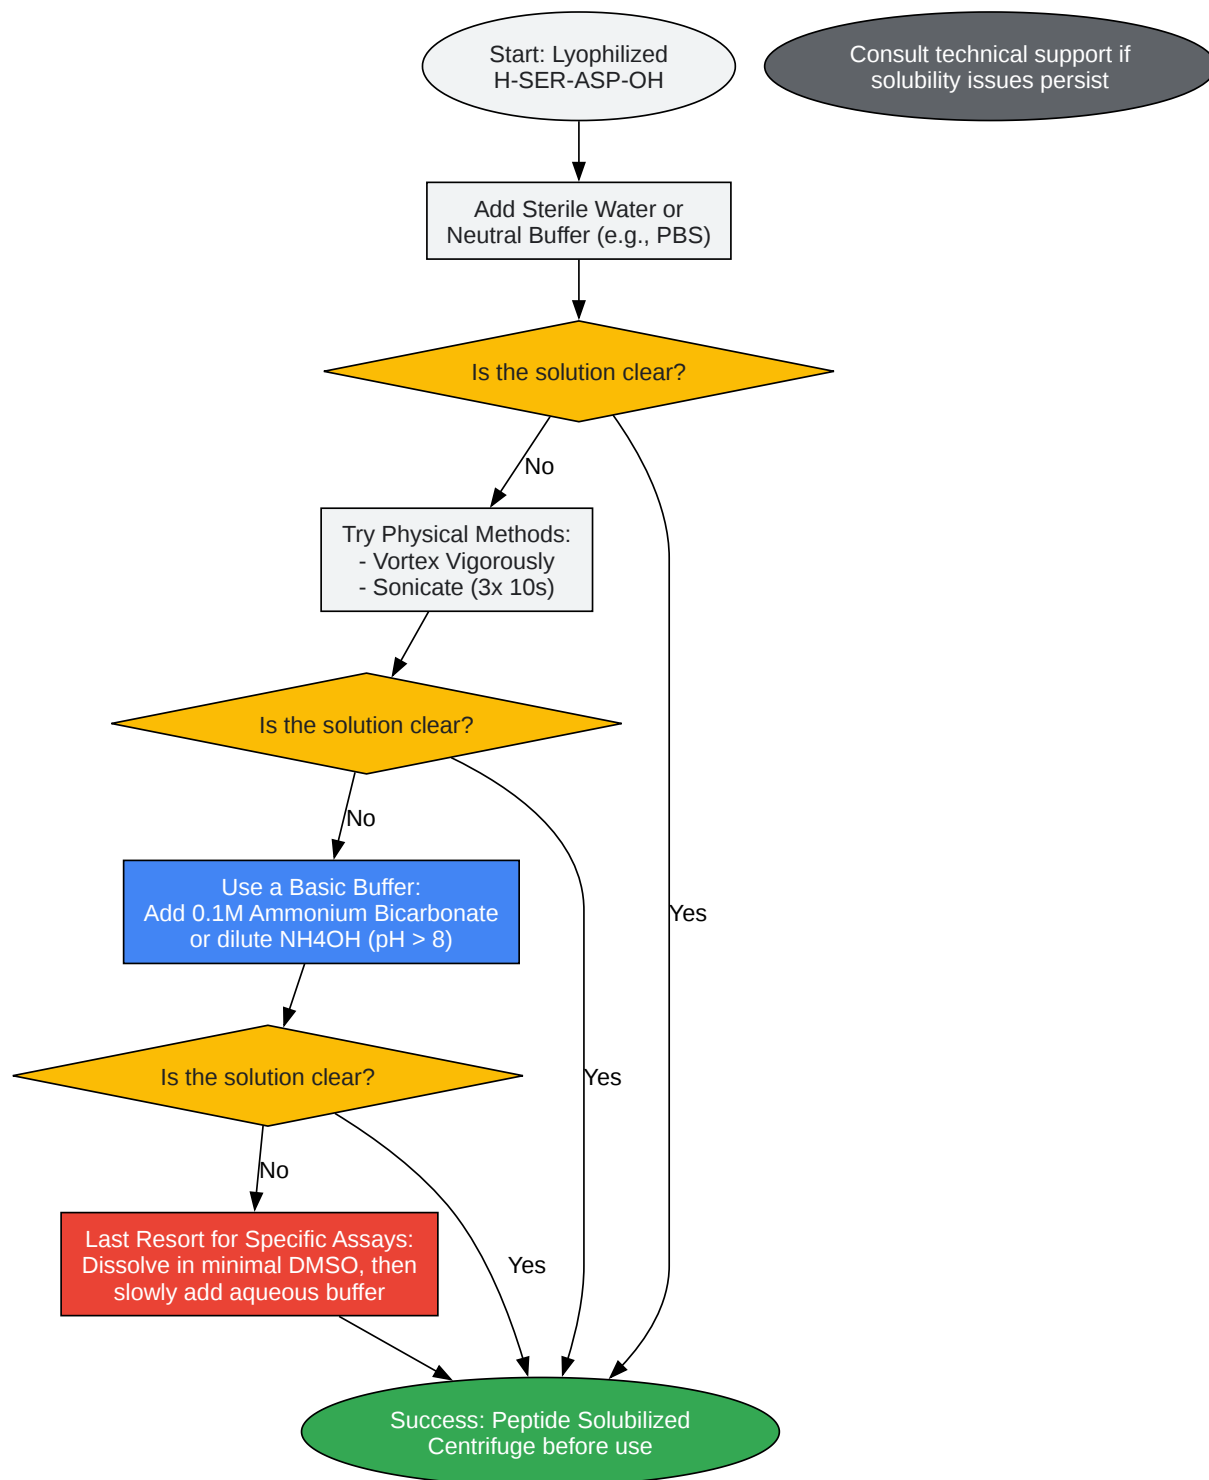 Start: Lyophilized
H-SER-ASP-OH
Consult technical support if
solubility issues persist
Add Sterile Water or
Neutral Buffer (e.g., PBS)
Is the solution clear?
No
Try Physical Methods:
- Vortex Vigorously
- Sonicate (3x 10s)
Is the solution clear?
No
Use a Basic Buffer:
Add 0.1M Ammonium Bicarbonate
or dilute NH4OH (pH > 8)
Yes
Is the solution clear?
Yes
No
Last Resort for Specific Assays:
Dissolve in minimal DMSO, then
slowly add aqueous buffer
Yes
Success: Peptide Solubilized
Centrifuge before use